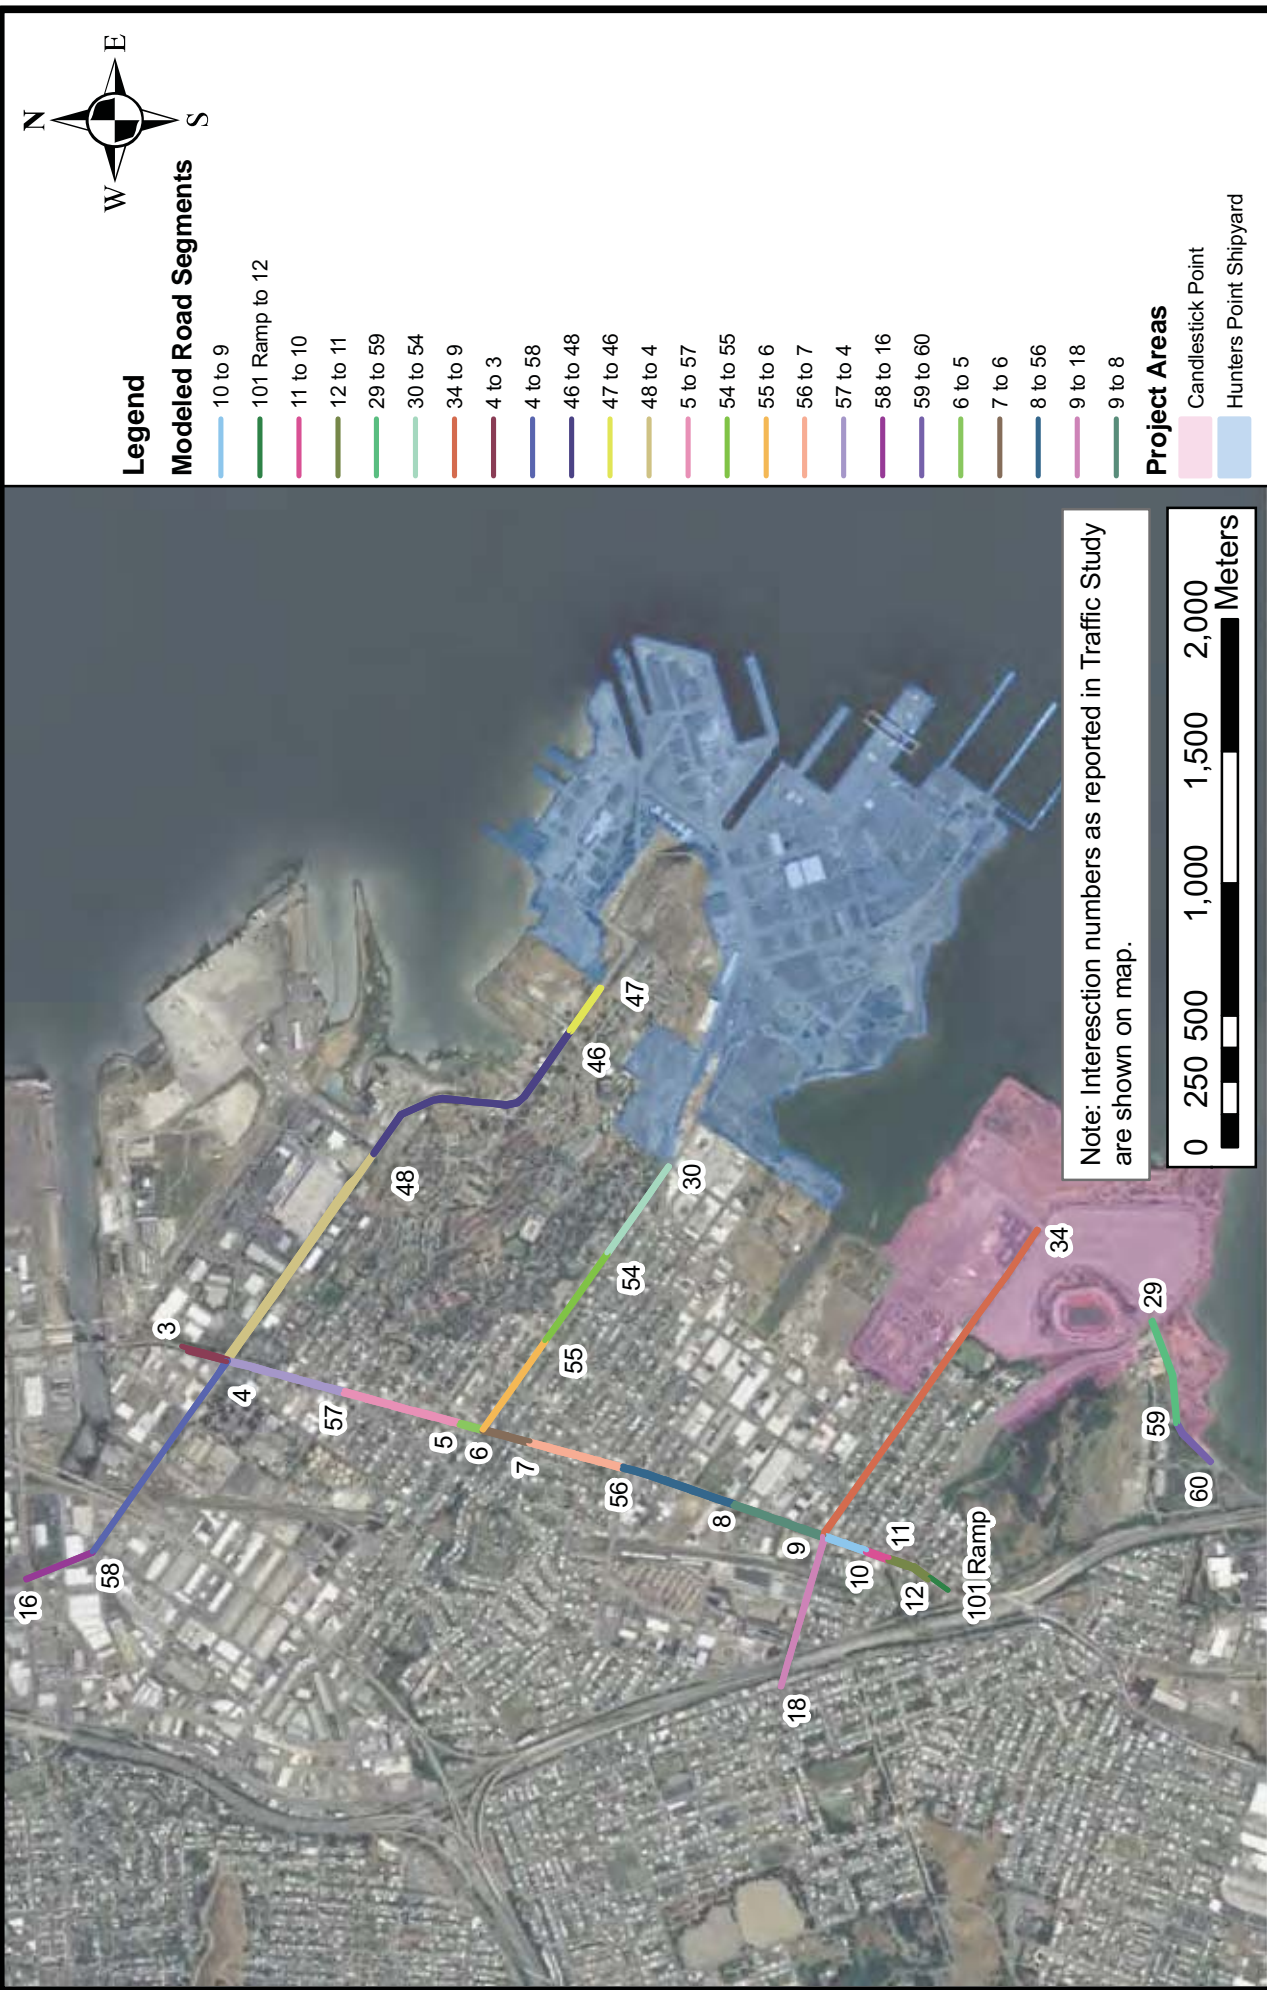 N
W
E
S
Legend
Modeled Road Segments
10 to 9
101 Ramp to 12
11 to 10
12 to 11
29 to 59
30 to 54
34 to 9
4 to 3
4 to 58
46 to 48
47 to 46
48 to 4
5 to 57
54 to 55
55 to 6
56 to 7
57 to 4
58 to 16
59 to 60
6 to 5
7 to 6
8 to 56
9 to 18
9 to 8
Project Areas
Candlestick Point
Hunters Point Shipyard
16
58
3
4
48
57
5
6
7
55
54
30
46
47
56
8
9
10
11
12
101 Ramp
18
34
29
59
60
Note: Interesction numbers as reported in Traffic Study
are shown on map.
0 250 500 1,000 1,500 2,000
Meters